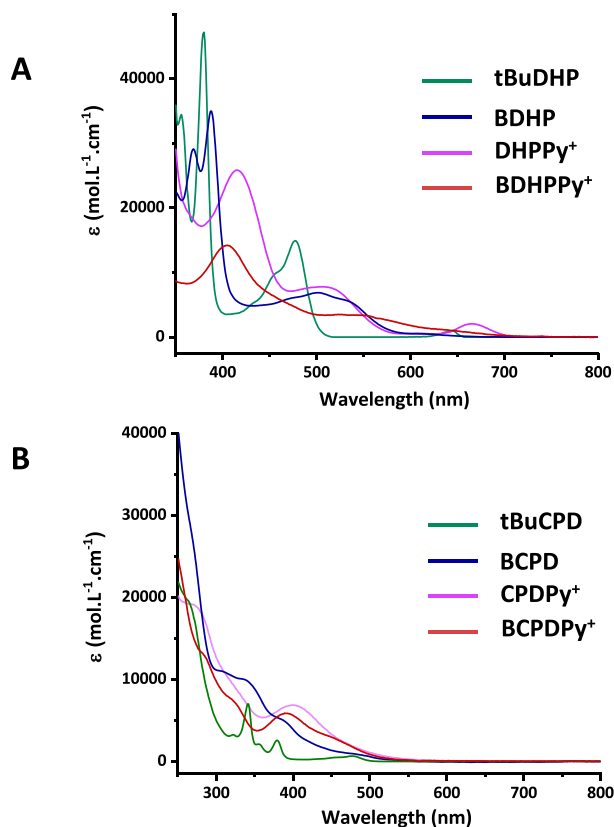 A
ε (mol.L⁻¹.cm⁻¹)
40000
20000
0
tBuDHP
BDHP
DHPPy⁺
BDHPPy⁺
400 500 600 700 800
Wavelength (nm)
B
ε (mol.L⁻¹.cm⁻¹)
40000
30000
20000
10000
0
tBuCPD
BCPD
CPDPy⁺
BCPDPy⁺
300 400 500 600 700 800
Wavelength (nm)